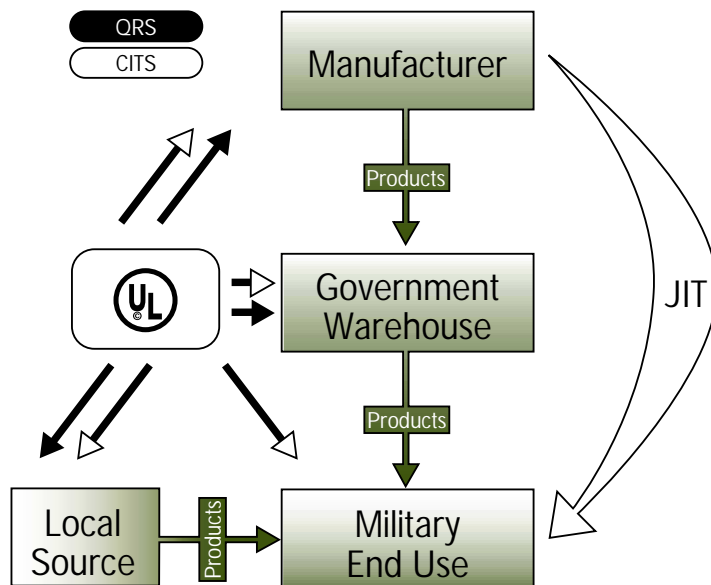 QRS
CITS
Manufacturer
Products
UL
©
Government
Warehouse
JIT
Products
Local
Source
Products
Military
End Use